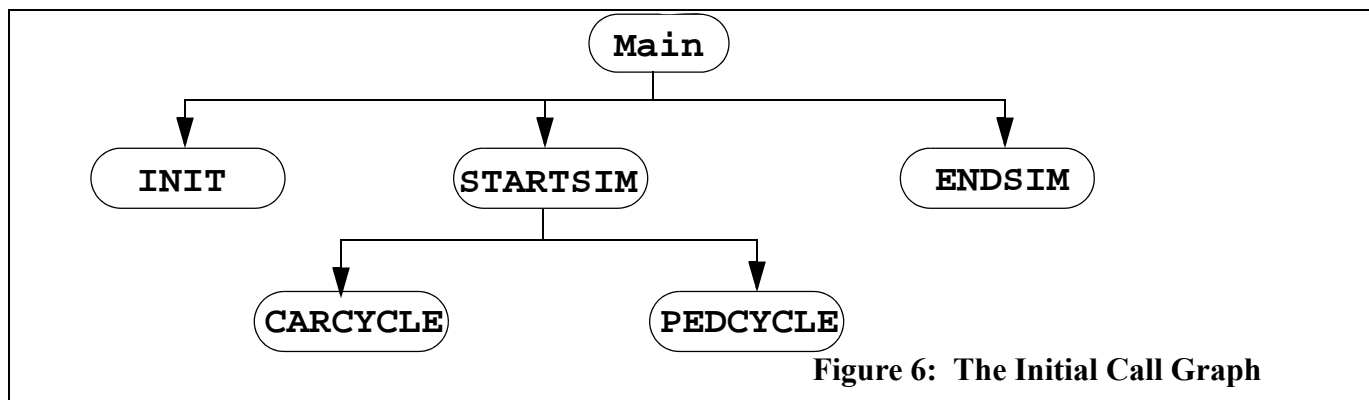 Main
INIT
STARTSIM
ENDSIM
CARCYCLE
PEDCYCLE
Figure 6: The Initial Call Graph